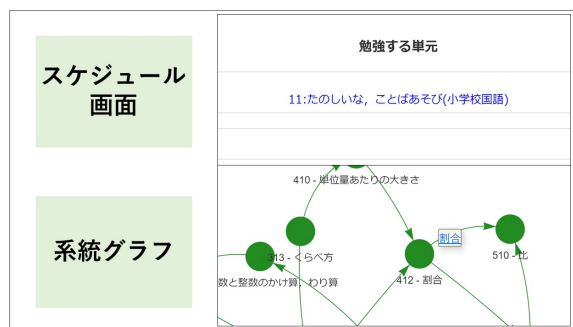 スケジュール
画面
勉強する単元
11:たのしいな，ことばあそび(小学校国語)
系統グラフ
410 - 単位量あたりの大きさ
割合
313 - くらべ方
510 - 比
412 - 割合
数と整数のかけ算，わり算